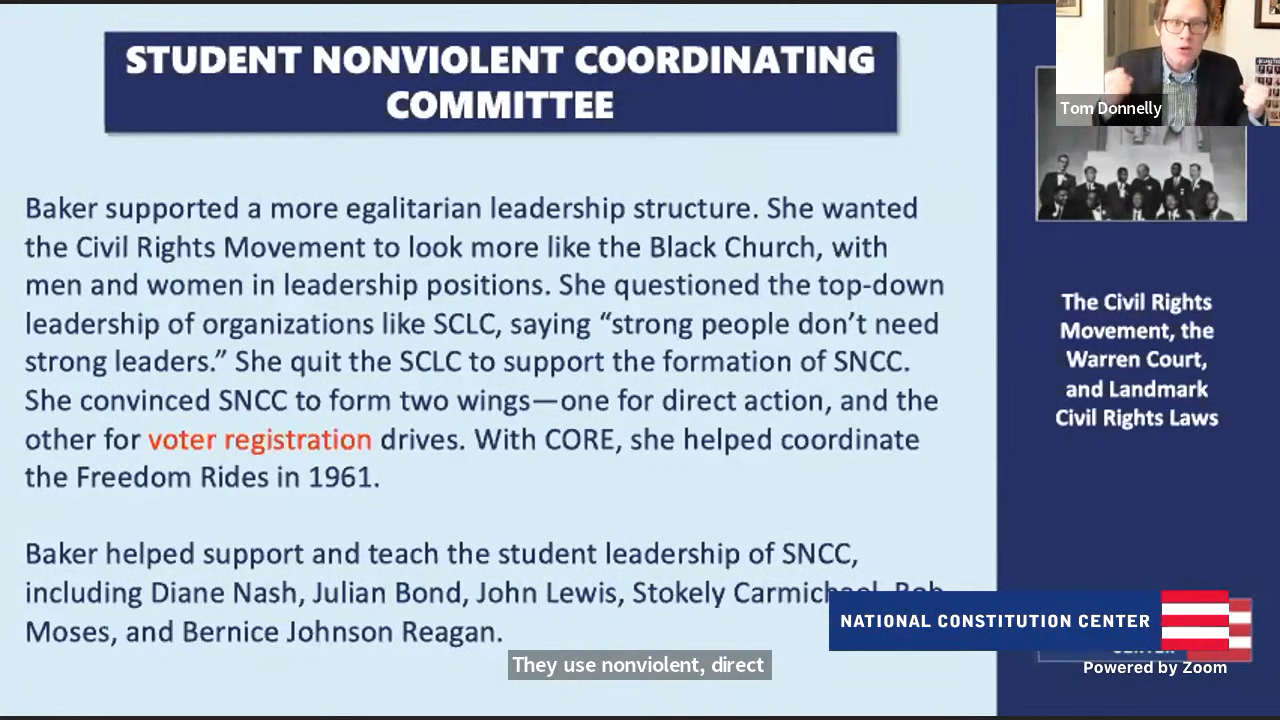 STUDENT NONVIOLENT COORDINATING
COMMITTEE
Baker supported a more egalitarian leadership structure. She wanted
the Civil Rights Movement to look more like the Black Church, with
men and women in leadership positions. She questioned the top-down
leadership of organizations like SCLC, saying “strong people don’t need
strong leaders.” She quit the SCLC to support the formation of SNCC.
She convinced SNCC to form two wings—one for direct action, and the
other for voter registration drives. With CORE, she helped coordinate
the Freedom Rides in 1961.
Baker helped support and teach the student leadership of SNCC,
including Diane Nash, Julian Bond, John Lewis, Stokely Carmichael, Bob
Moses, and Bernice Johnson Reagan.
Tom Donnelly
The Civil Rights
Movement, the
Warren Court,
and Landmark
Civil Rights Laws
NATIONAL CONSTITUTION CENTER
Powered by Zoom
They use nonviolent, direct